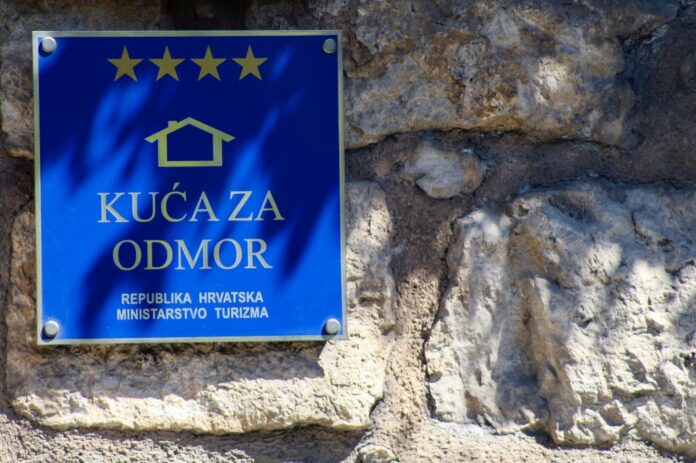 KUĆA ZA
ODMOR
REPUBLIKA HRVATSKA
MINISTARSTVO TURIZMA